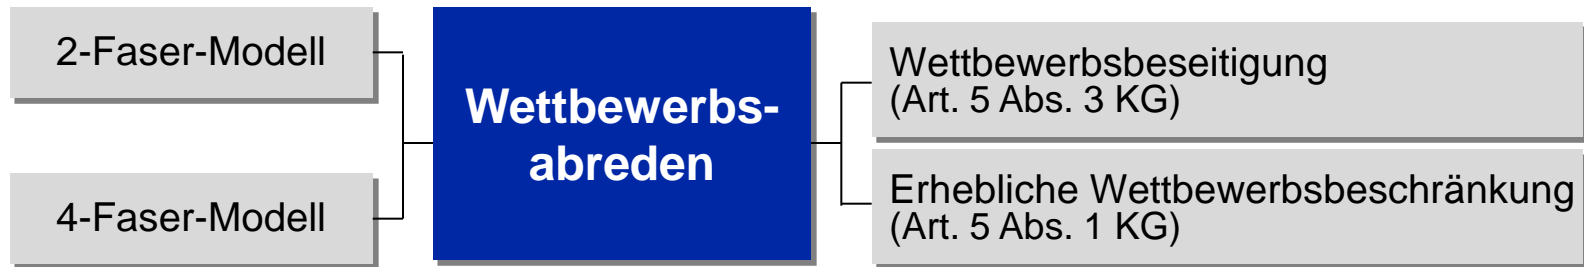 2-Faser-Modell
4-Faser-Modell
Wettbewerbs-
abreden
Wettbewerbsbeseitigung
(Art. 5 Abs. 3 KG)
Erhebliche Wettbewerbsbeschränkung
(Art. 5 Abs. 1 KG)